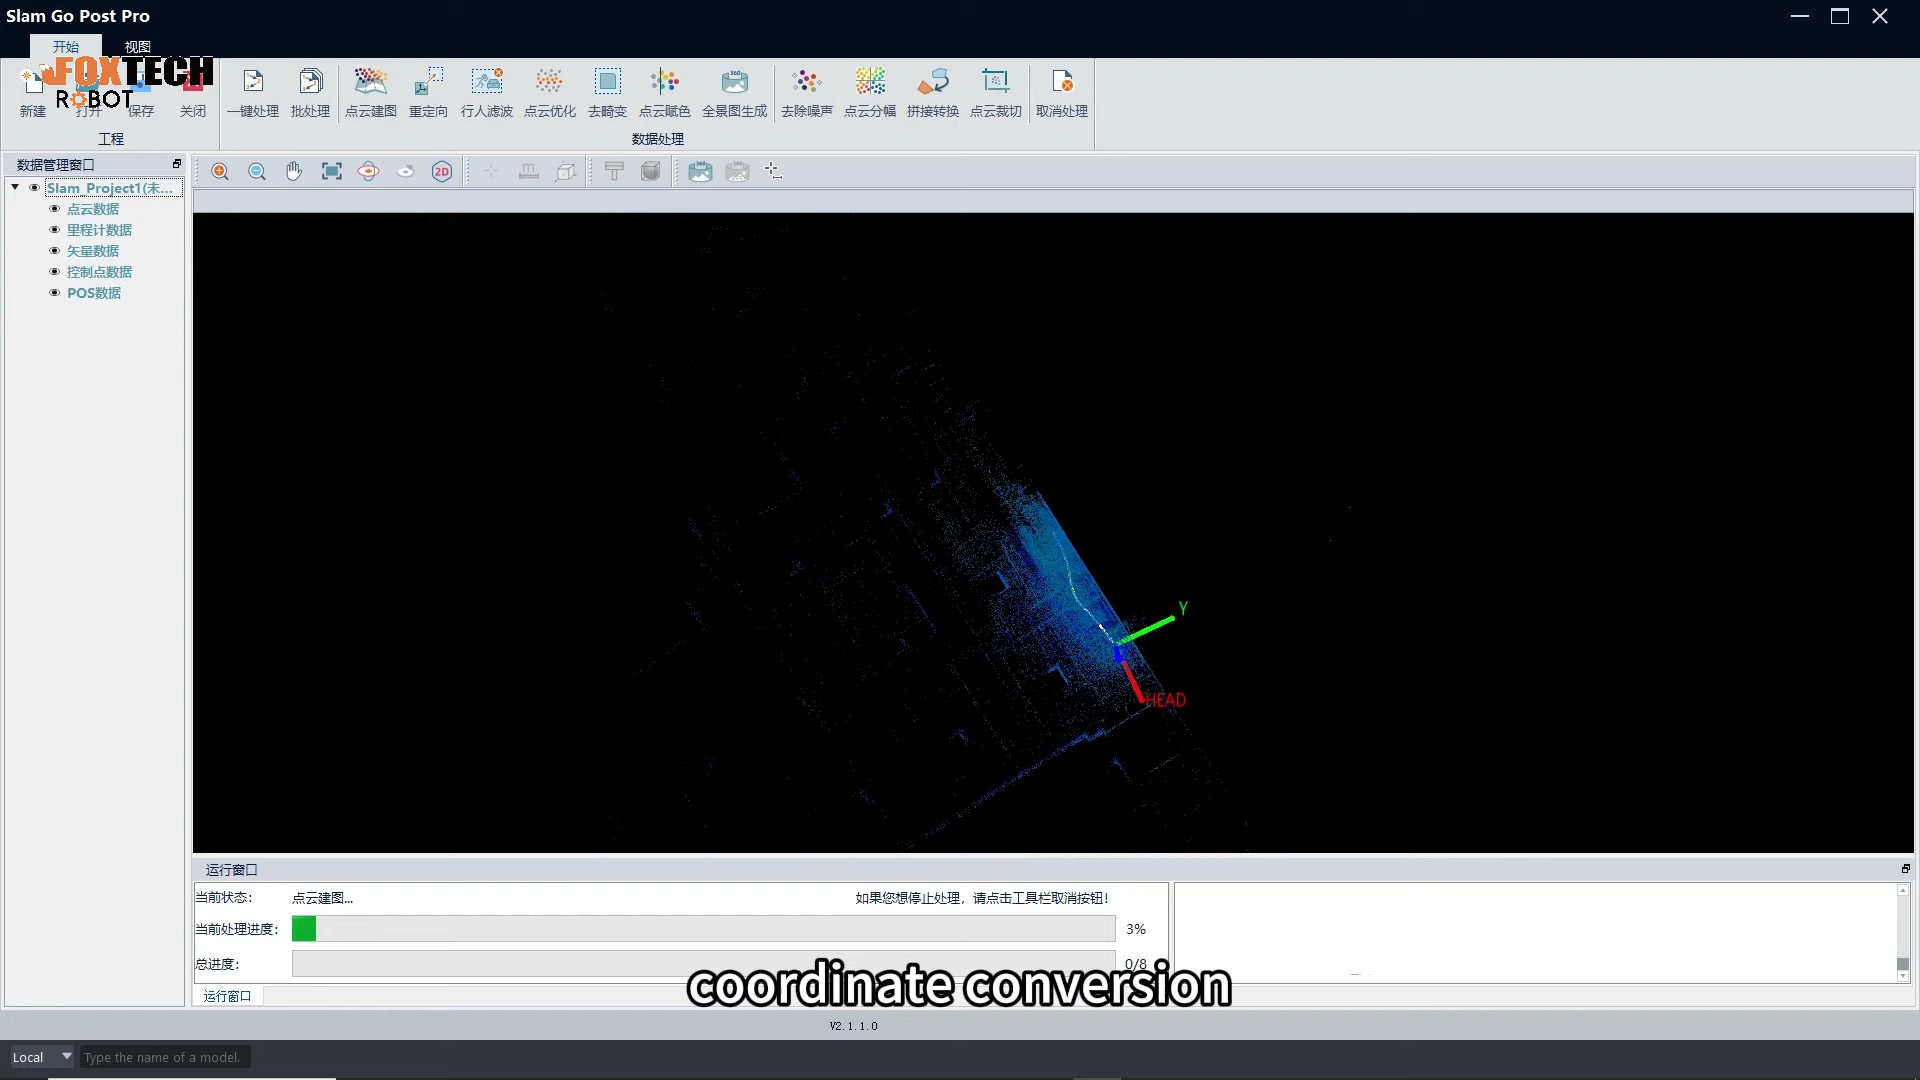 Slam Go Post Pro
开始 视图
FOXTECH
ROBOT
新建 打开 保存 关闭 一键处理 批处理 点云建图 重定向 行人滤波 点云优化 去畸变 点云赋色 全景图生成 去除噪声 点云分幅 拼接转换 点云裁切 取消处理
工程 数据处理
数据管理窗口
2D
Slam_Project1(未...
点云数据
里程计数据
矢量数据
控制点数据
POS数据
Y
HEAD
运行窗口
当前状态: 点云建图... 如果您想停止处理，请点击工具栏取消按钮!
当前处理进度: 3%
总进度: 0/8
coordinate conversion
运行窗口
V2.1.1.0
Local Type the name of a model.